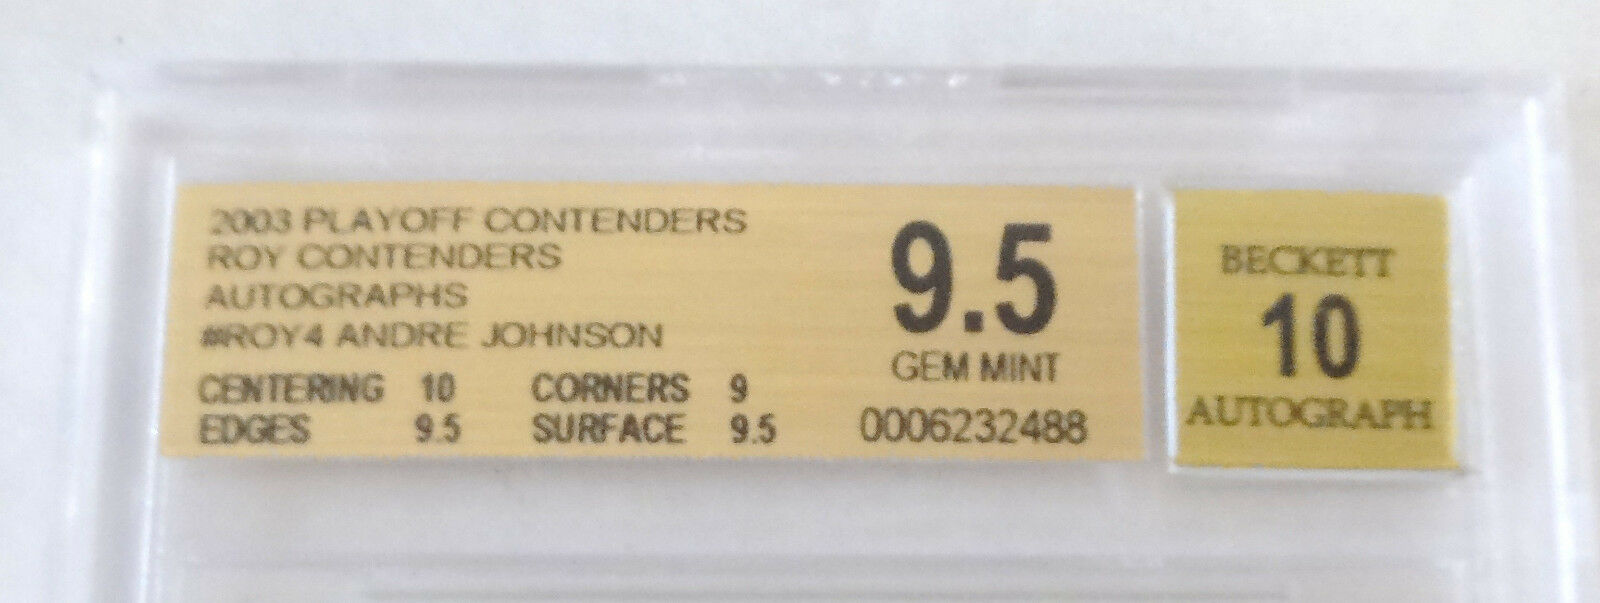 2003 PLAYOFF CONTENDERS
ROY CONTENDERS
AUTOGRAPHS
#ROY4 ANDRE JOHNSON
CENTERING 10 CORNERS 9
EDGES 9.5 SURFACE 9.5
9.5
GEM MINT
0006232488
BECKETT
10
AUTOGRAPH